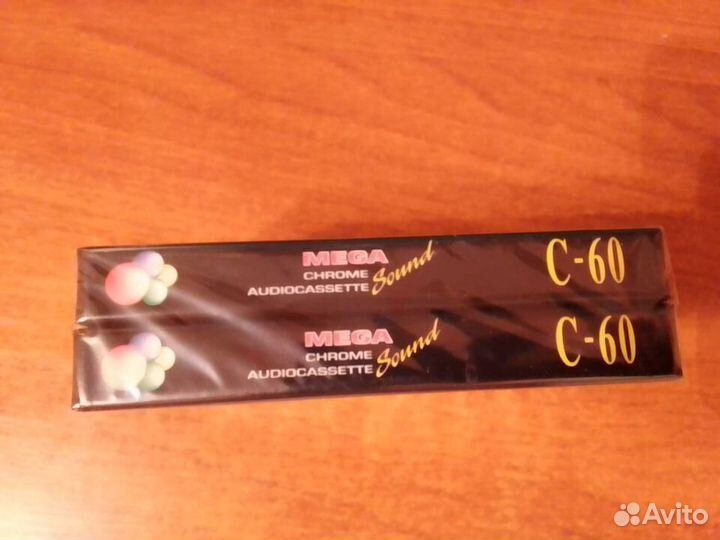 MEGA
CHROME
AUDIOCASSETTE Sound
C-60
MEGA
CHROME
AUDIOCASSETTE Sound
C-60
Avito